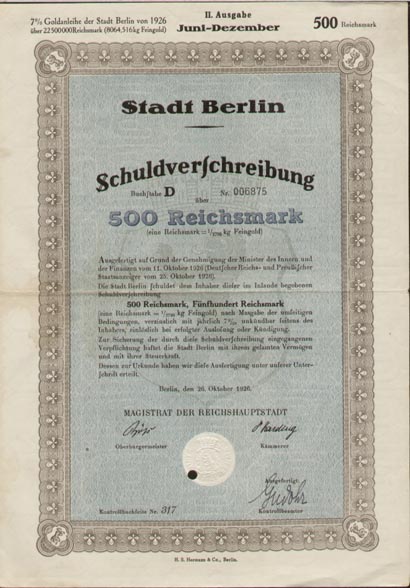 7% Goldanleihe der Stadt Berlin von 1926
über 22500000 Reichsmark (8064,516 kg Feingold)
II. Ausgabe
Juni-Dezember
500 Reichsmark
Stadt Berlin
Schuldverſchreibung
Buchſtabe D Nr. 006875
über
500 Reichsmark
(eine Reichsmark = 1/2790 kg Feingold)
Ausgefertigt auf Grund der Genehmigung des Miniſter des Innern und
der Finanzen vom 11. Oktober 1926 (Deutſcher Reichs- und Preußiſcher
Staatsanzeiger vom 25. Oktober 1926).
Die Stadt Berlin ſchuldet dem Inhaber dieſer im Inlande begebenen
Schuldverſchreibung
500 Reichsmark, Fünfhundert Reichsmark
(eine Reichsmark = 1/2790 kg Feingold) nach Maßgabe der umſeitigen
Bedingungen, verzinslich mit jährlich 7% unkündbar ſeitens des
Inhabers, einlöslich bei erfolgter Ausloſung oder Kündigung.
Zur Sicherung der durch dieſe Schuldverſchreibung eingegangenen
Verpflichtung haftet die Stadt Berlin mit ihrem geſamten Vermögen
und mit ihrer Steuerkraft.
Dessen zur Urkunde haben wir dieſe Ausfertigung unter unſerer Unter-
ſchrift erteilt.
Berlin, den 26. Oktober 1926.
MAGISTRAT DER REICHSHAUPTSTADT
Oberbürgermeister
Kämmerer
Ausgefertigt
Kontrollbuchſeite Nr. 317
Kontrollbeamter
H. S. Hermann & Co., Berlin.